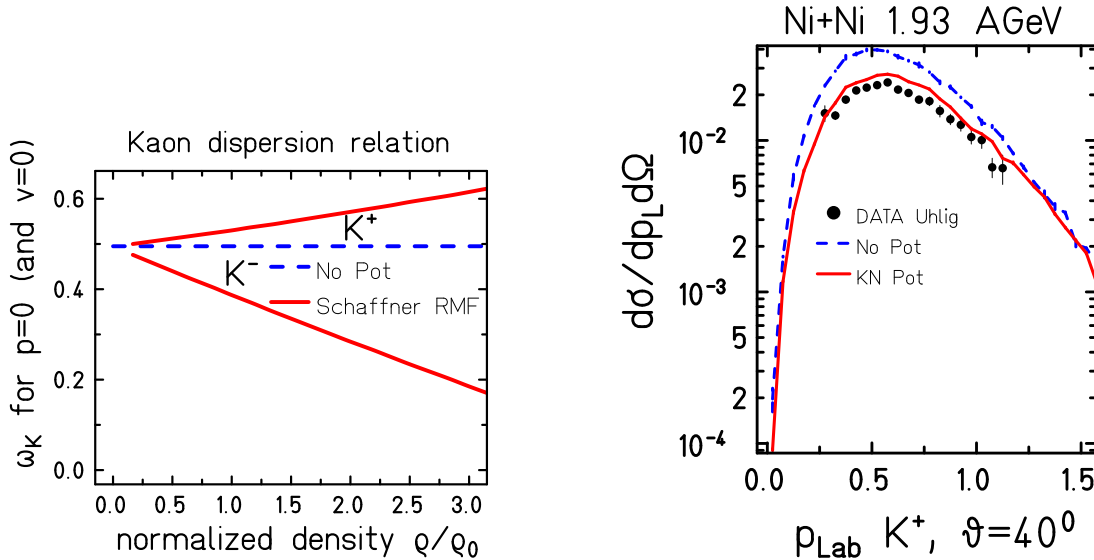 Kaon dispersion relation
ω_K for p=0 (and v=0)
0.6
0.4
0.2
0.0
K⁺
K⁻
No Pot
Schaffner RMF
0.0 0.5 1.0 1.5 2.0 2.5 3.0
normalized density ϱ/ϱ₀
Ni+Ni 1.93 AGeV
dσ/dp_L dΩ
2
10⁻²
5
2
10⁻³
5
2
10⁻⁴
DATA Uhlig
No Pot
KN Pot
0.0 0.5 1.0 1.5
p_Lab K⁺, ϑ=40⁰